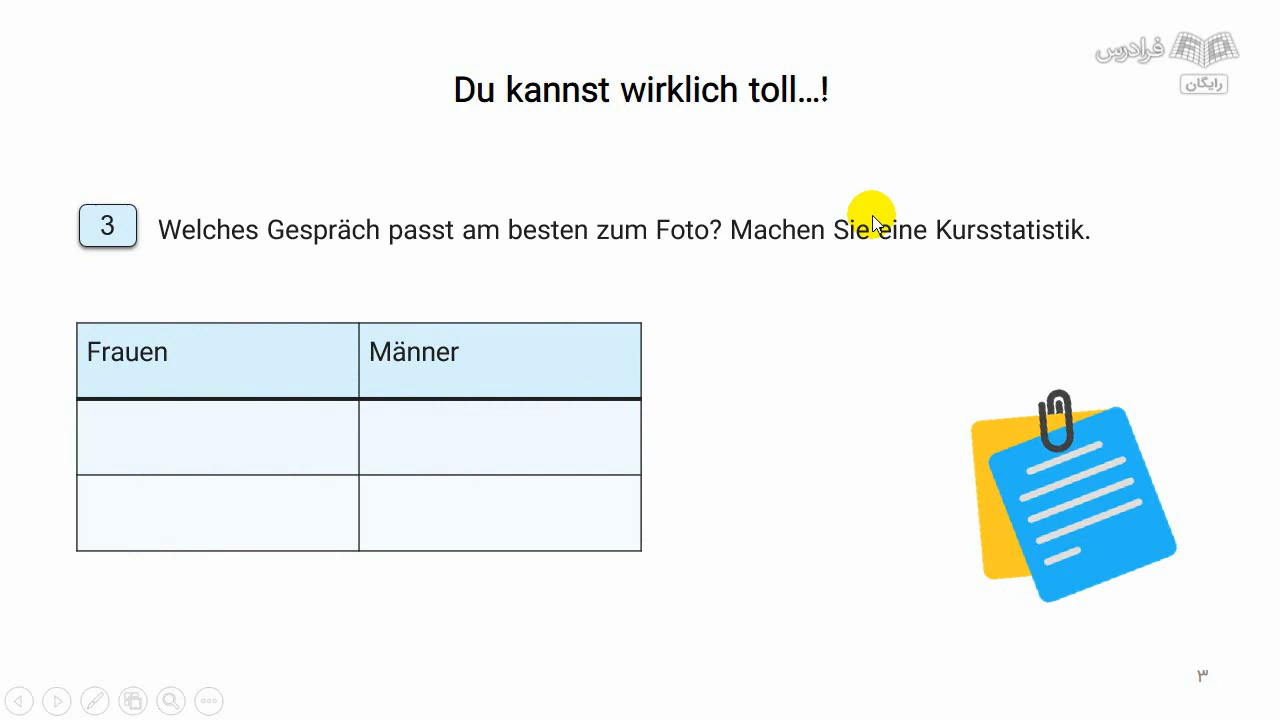 فرادرس
رایگان
Du kannst wirklich toll…!
3
Welches Gespräch passt am besten zum Foto? Machen Sie eine Kursstatistik.
Frauen
Männer
۳